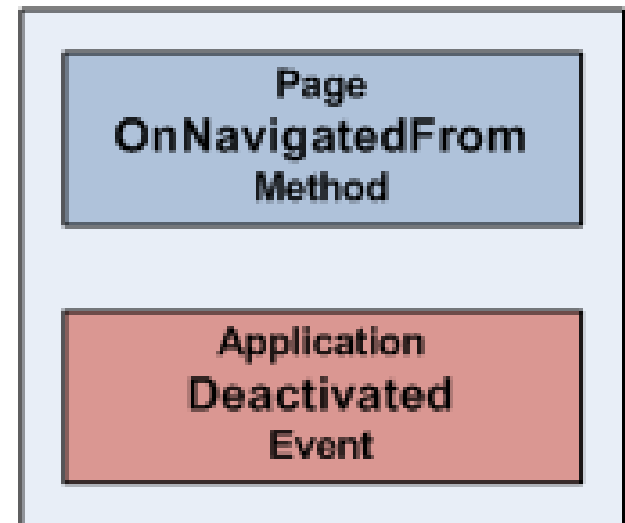 Page
OnNavigatedFrom
Method
Application
Deactivated
Event